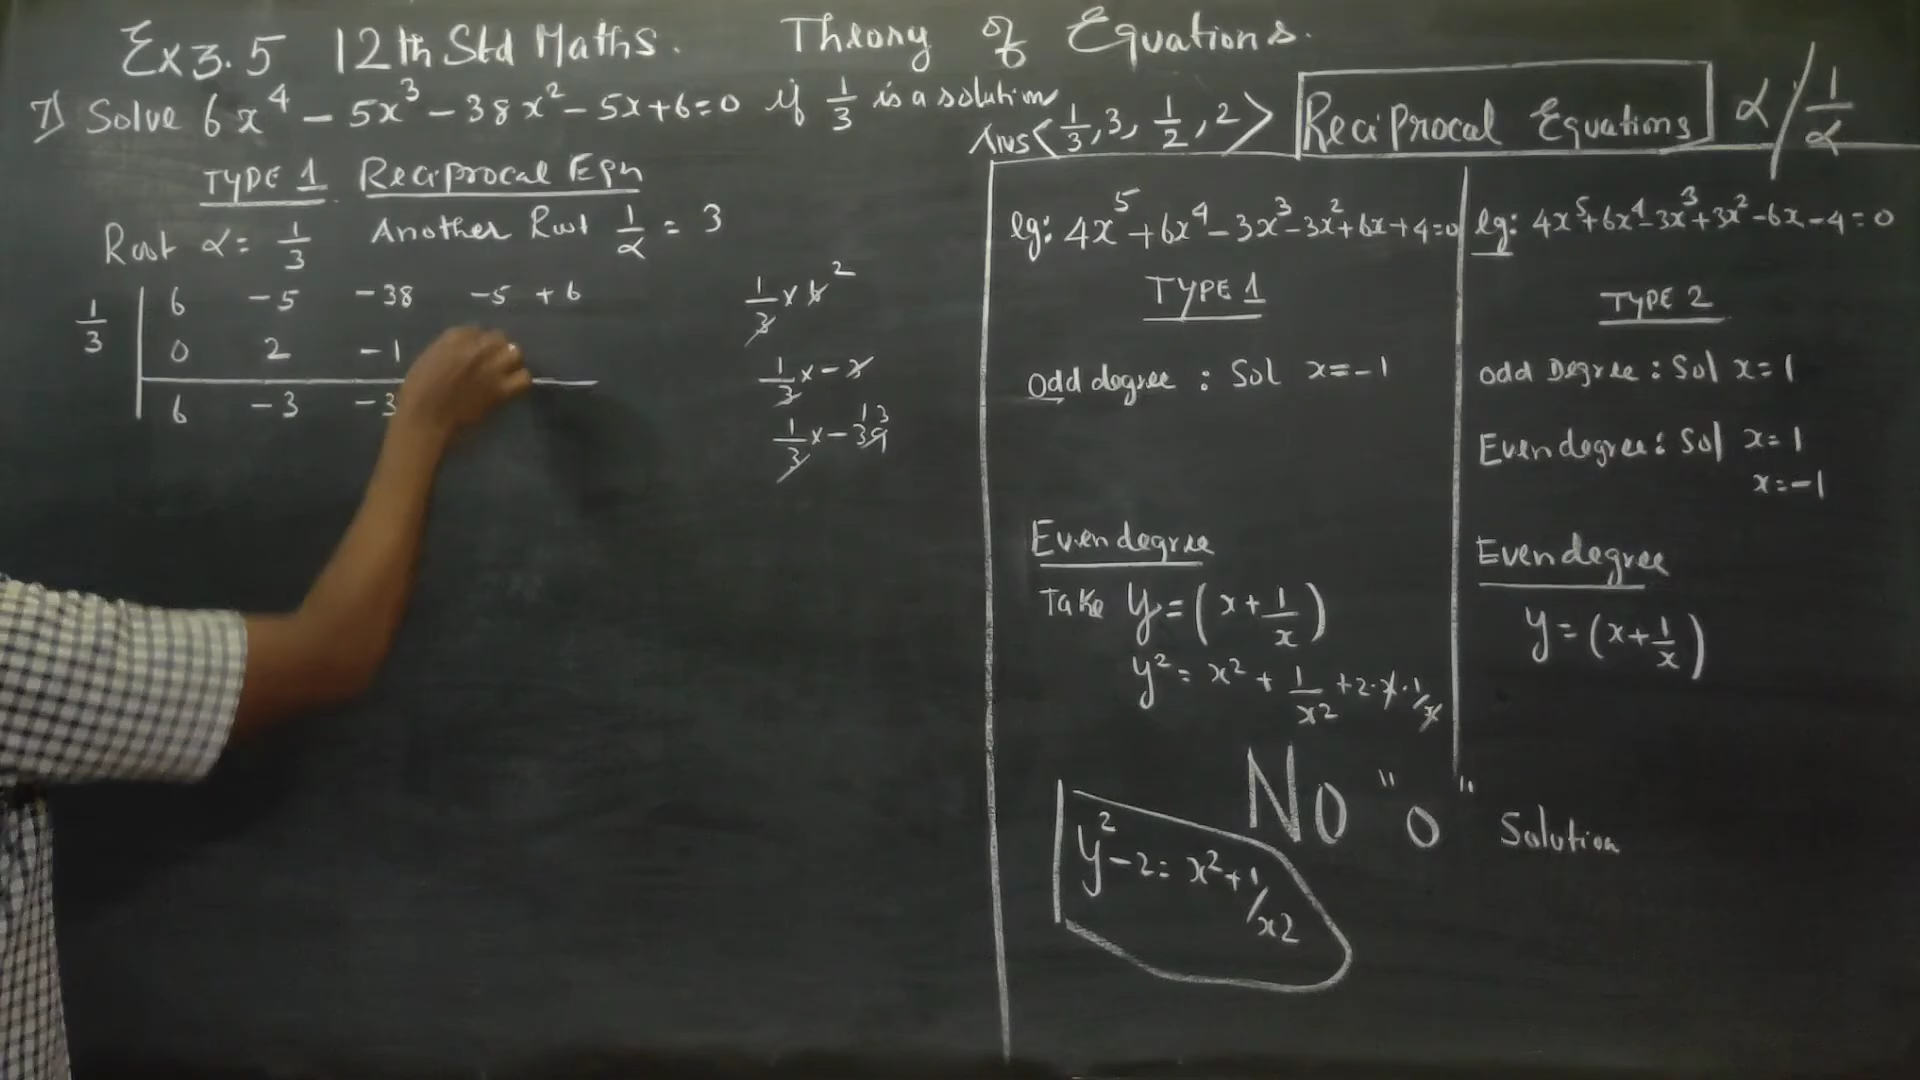 Ex 3.5 12th Std Maths. Theory of Equations.
7) Solve 6x⁴ - 5x³ - 38x² - 5x + 6 = 0 if 1/3 is a solution
Ans < 1/3, 3, 1/2, 2 >
TYPE 1 Reciprocal Eqn
Root α = 1/3 Another Root 1/α = 3
1/3 | 6 -5 -38 -5 +6
0 2 -1
6 -3 -3
1/3 × 6 2
1/3 × -3
1/3 × -39 13
Reciprocal Equations α / 1/α
eg: 4x⁵ + 6x⁴ - 3x³ - 3x² + 6x + 4 = 0
TYPE 1
Odd degree : Sol x = -1
Even degree
Take y = (x + 1/x)
y² = x² + 1/x² + 2·x·1/x
eg: 4x⁵ + 6x⁴ - 3x³ + 3x² - 6x - 4 = 0
TYPE 2
Odd Degree : Sol x = 1
Even degree : Sol x = 1
x = -1
Even degree
y = (x + 1/x)
NO "0" Solution
y² - 2 = x² + 1/x²